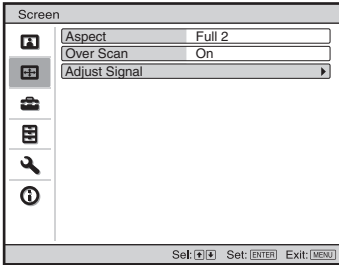 Screen
Aspect Full 2
Over Scan On
Adjust Signal
Sel: Set: ENTER Exit: MENU